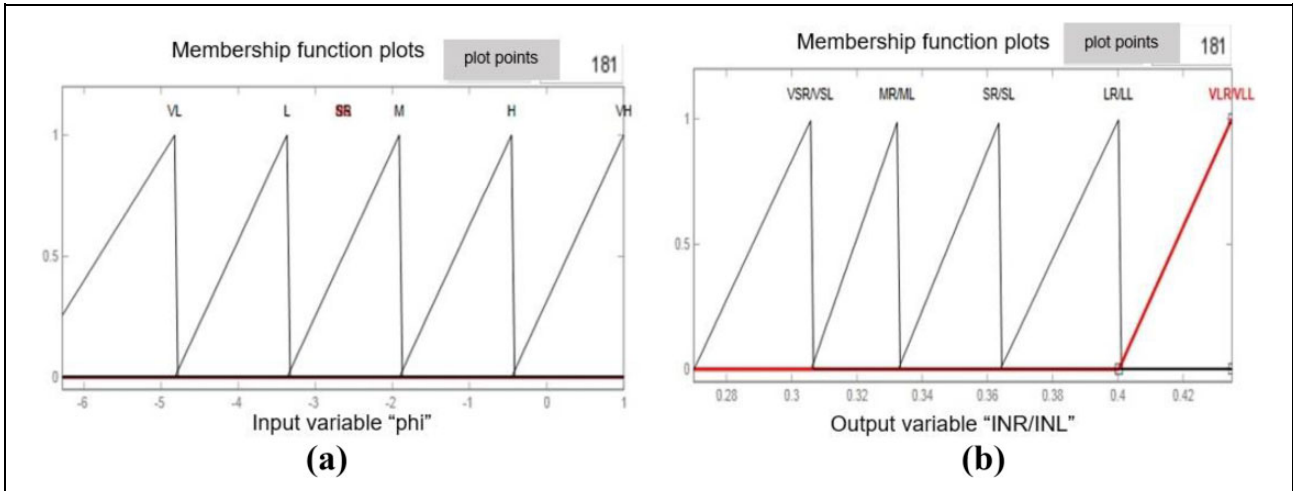 Membership function plots
plot points
181
VL L M H VH
1
0.5
0
-6 -5 -4 -3 -2 -1 0 1
Input variable “phi”
(a)
Membership function plots
plot points
181
VSR/VSL MR/ML SR/SL LR/LL VLR/VLL
1
0.5
0
0.28 0.3 0.32 0.34 0.36 0.38 0.4 0.42
Output variable “INR/INL”
(b)